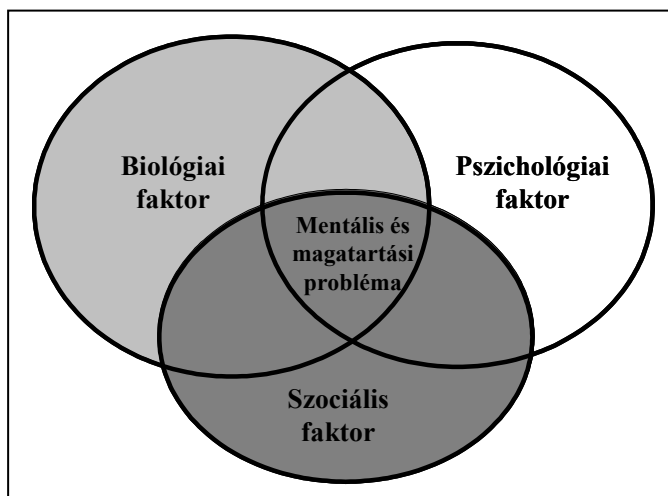 Biológiai
faktor
Pszichológiai
faktor
Mentális és
magatartási
probléma
Szociális
faktor